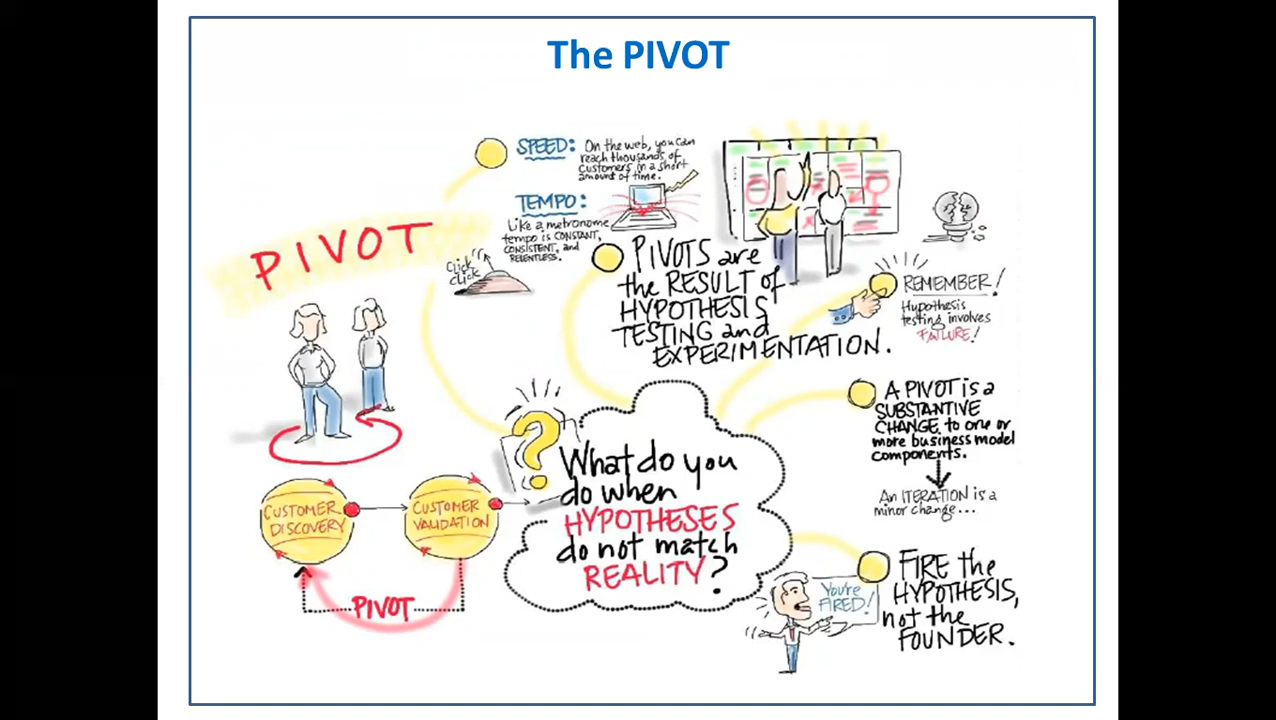 The PIVOT
PIVOT
SPEED:
On the web, you can
reach thousands of
customers in a short
amount of time.
TEMPO:
Like a metronome
tempo is CONSTANT,
CONSISTENT, and
RELENTLESS.
Click
click
PIVOTS are
the RESULT of
HYPOTHESIS
TESTING and
EXPERIMENTATION.
REMEMBER!
Hypothesis
testing involves
FAILURE!
A PIVOT is a
SUBSTANTIVE
CHANGE to one or
more business model
components.
An ITERATION is a
minor change...
?
What do you
do when
HYPOTHESES
do not match
REALITY?
CUSTOMER
DISCOVERY
CUSTOMER
VALIDATION
PIVOT
You're
FIRED!
FIRE the
HYPOTHESIS,
not the
FOUNDER.